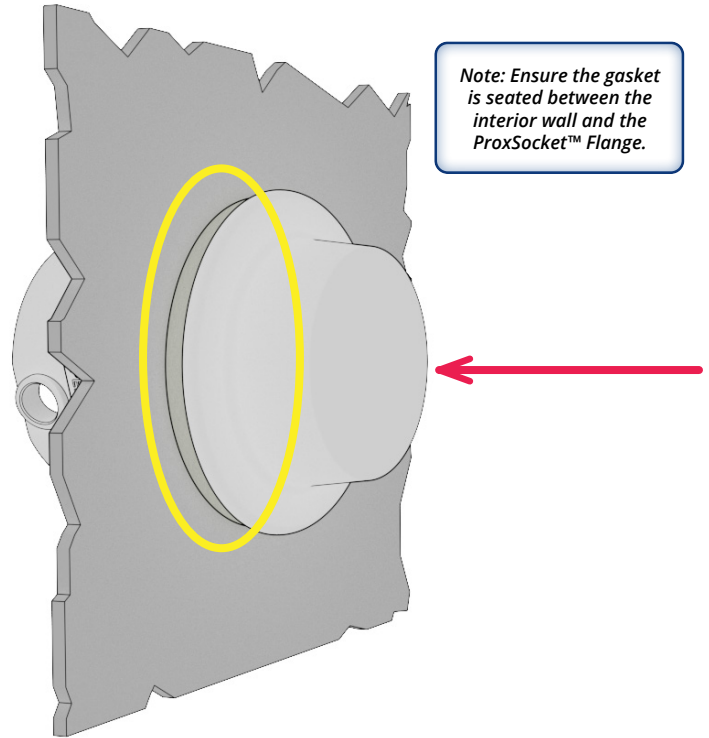 Note: Ensure the gasket
is seated between the
interior wall and the
ProxSocket™ Flange.